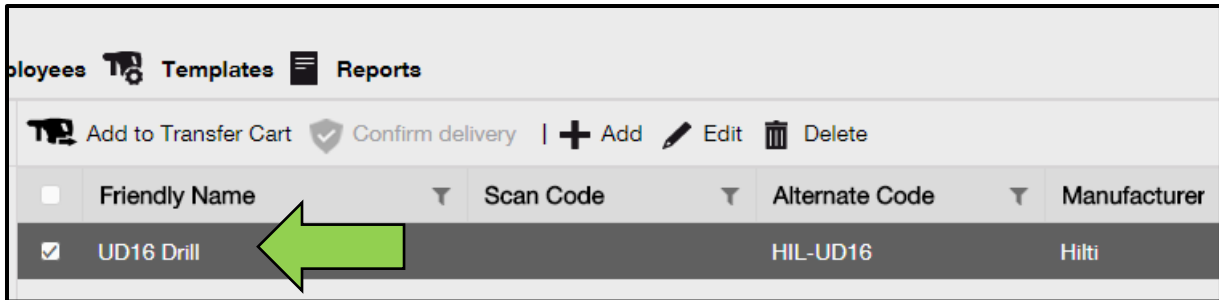 ployees Templates Reports
Add to Transfer Cart Confirm delivery | Add Edit Delete
Friendly Name Scan Code Alternate Code Manufacturer
UD16 Drill HIL-UD16 Hilti